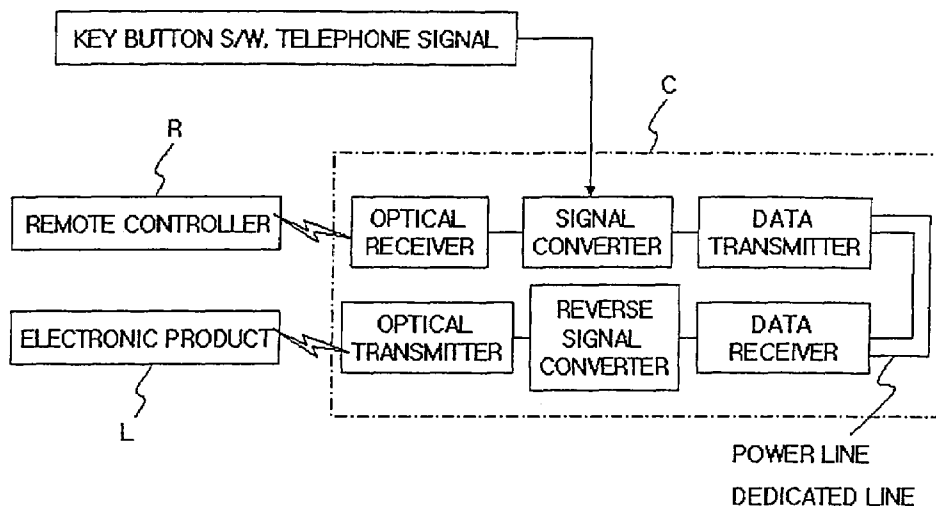 KEY BUTTON S/W, TELEPHONE SIGNAL
C
R
REMOTE CONTROLLER
OPTICAL
RECEIVER
SIGNAL
CONVERTER
DATA
TRANSMITTER
ELECTRONIC PRODUCT
OPTICAL
TRANSMITTER
REVERSE
SIGNAL
CONVERTER
DATA
RECEIVER
L
POWER LINE
DEDICATED LINE